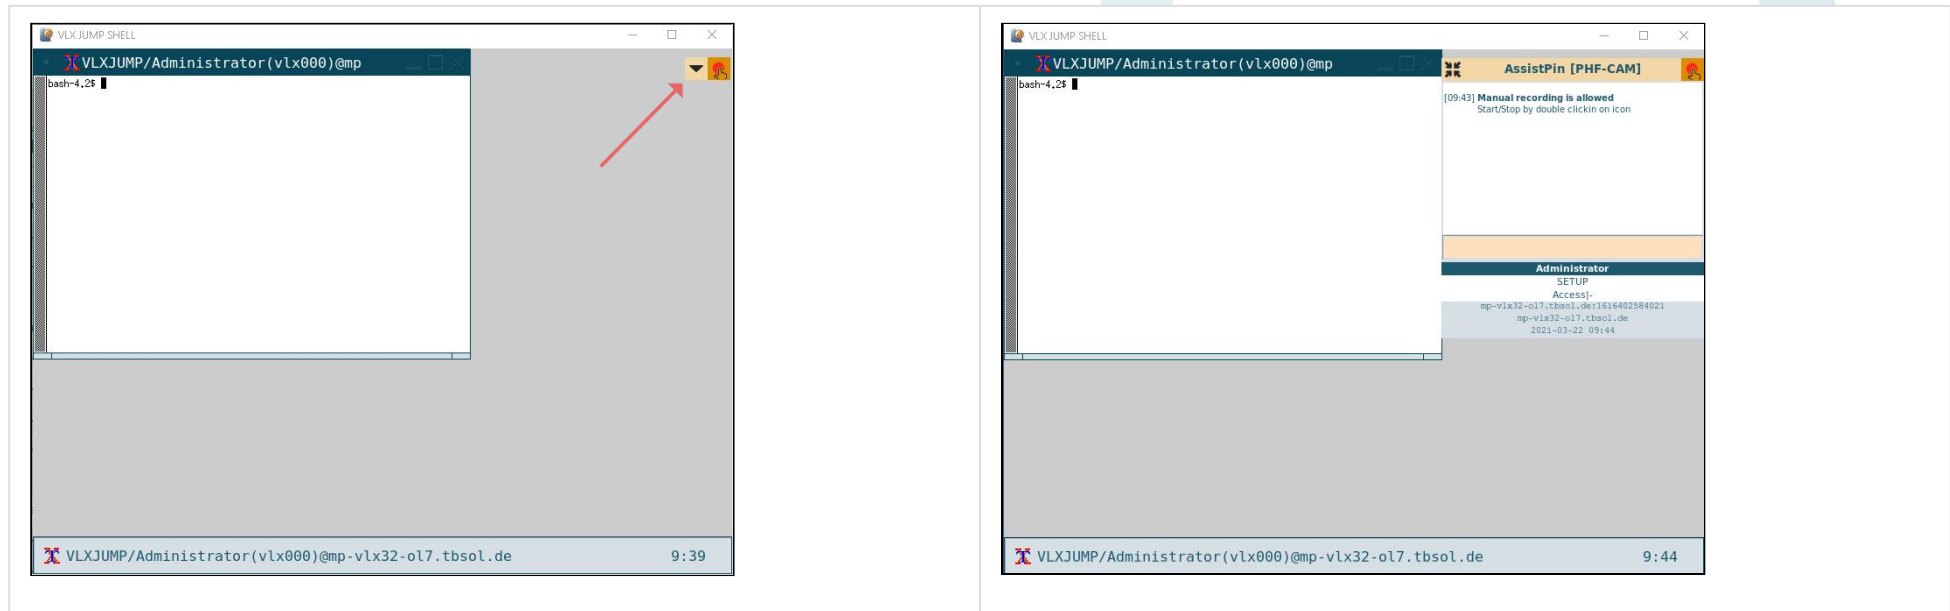 VLX JUMP SHELL
VLXJUMP/Administrator(vlx000)@mp
bash-4.2$
VLXJUMP/Administrator(vlx000)@mp-vlx32-ol7.tbsol.de 9:39
VLX JUMP SHELL
VLXJUMP/Administrator(vlx000)@mp
AssistPin [PHF-CAM]
bash-4.2$
[09:43] Manual recording is allowed
Start/Stop by double clickin on icon
Administrator
SETUP
Access|-
mp-vlx32-ol7.tbsol.de:1616402584021
mp-vlx32-ol7.tbsol.de
2021-03-22 09:44
VLXJUMP/Administrator(vlx000)@mp-vlx32-ol7.tbsol.de 9:44